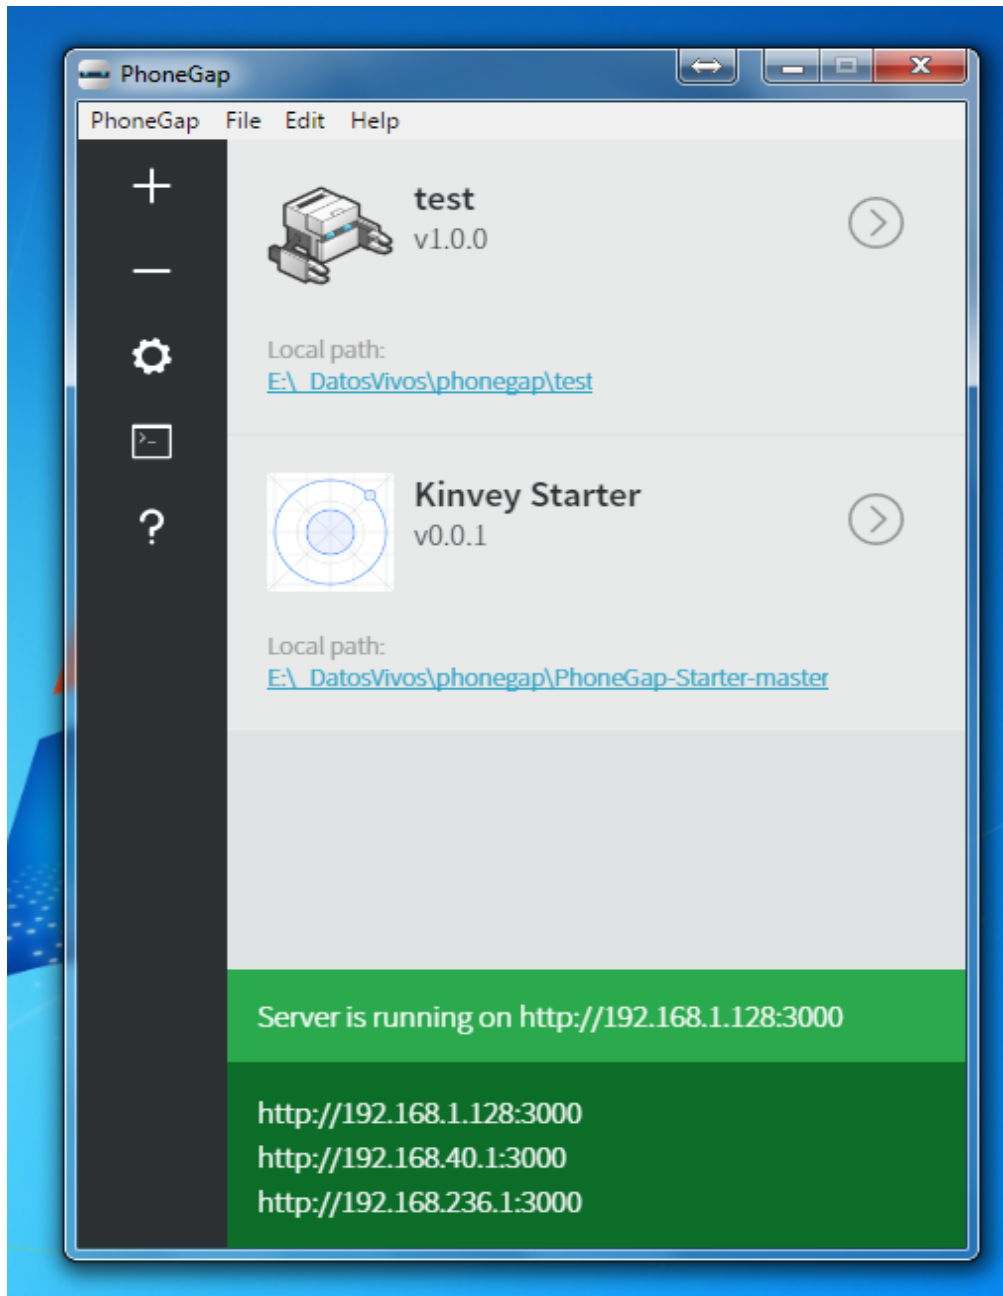 PhoneGap
PhoneGap File Edit Help
test
v1.0.0
Local path:
E:\_DatosVivos\phonegap\test
Kinvey Starter
v0.0.1
Local path:
E:\_DatosVivos\phonegap\PhoneGap-Starter-master
Server is running on http://192.168.1.128:3000
http://192.168.1.128:3000
http://192.168.40.1:3000
http://192.168.236.1:3000